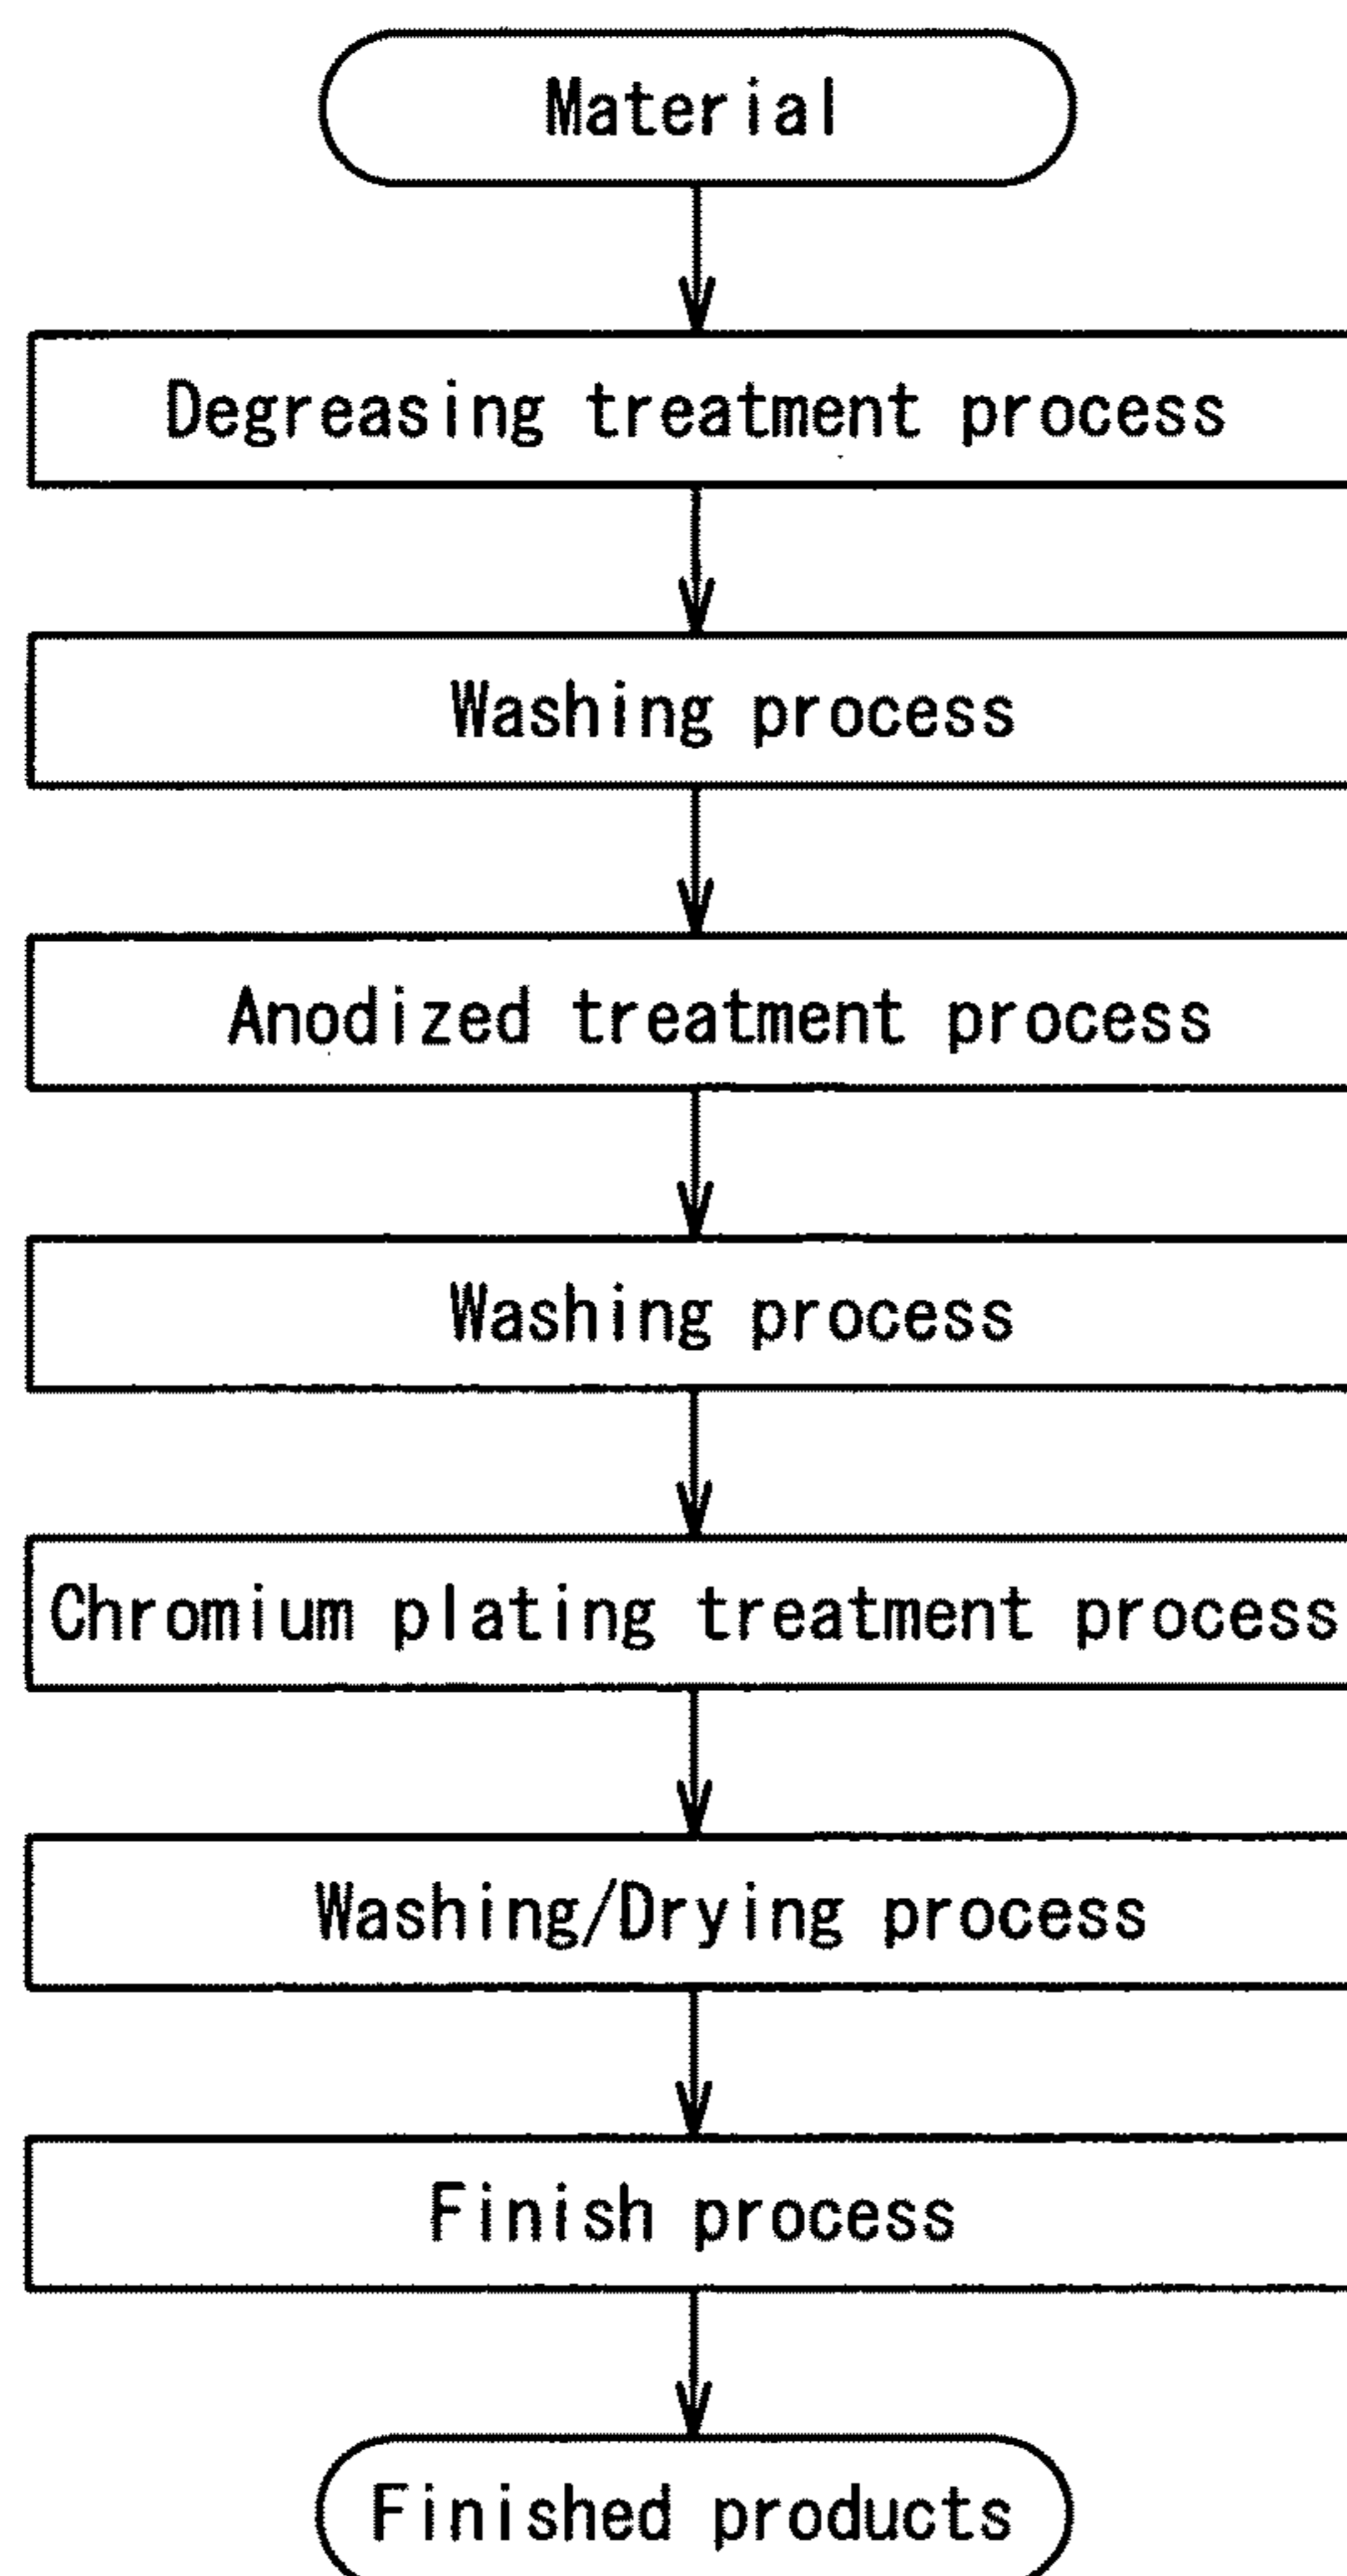 Material
Degreasing treatment process
Washing process
Anodized treatment process
Washing process
Chromium plating treatment process
Washing/Drying process
Finish process
Finished products